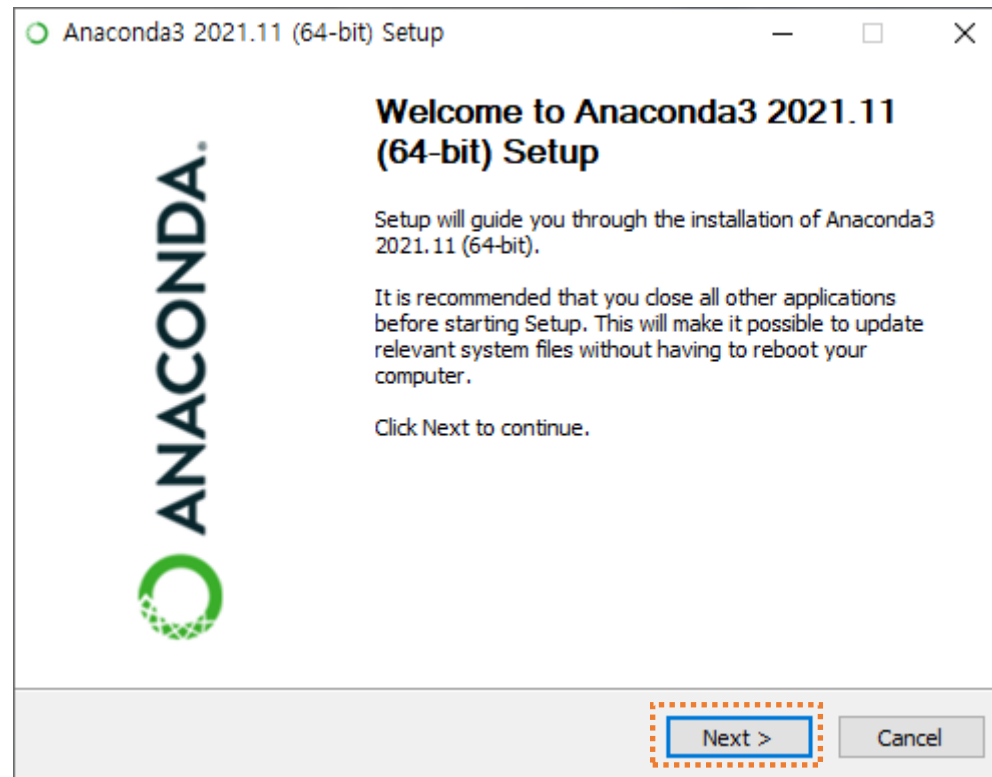 Anaconda3 2021.11 (64-bit) Setup
Welcome to Anaconda3 2021.11
(64-bit) Setup
Setup will guide you through the installation of Anaconda3
2021.11 (64-bit).
It is recommended that you close all other applications
before starting Setup. This will make it possible to update
relevant system files without having to reboot your
computer.
Click Next to continue.
ANACONDA.
Next >
Cancel